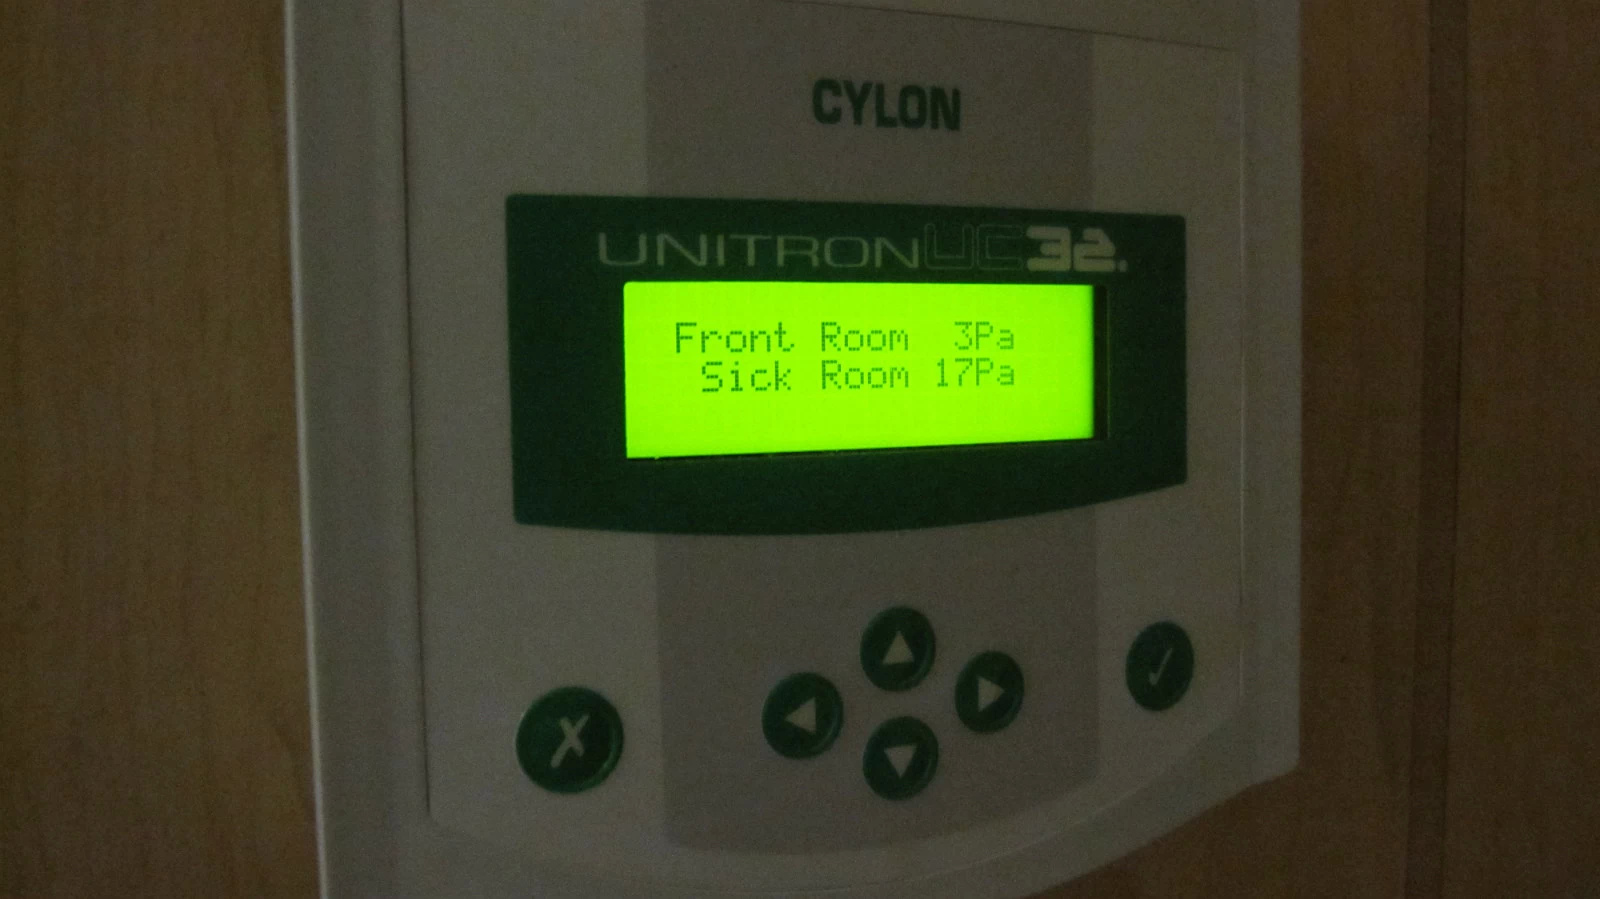 CYLON
UNITRONUC32.
Front Room 3Pa
Sick Room 17Pa